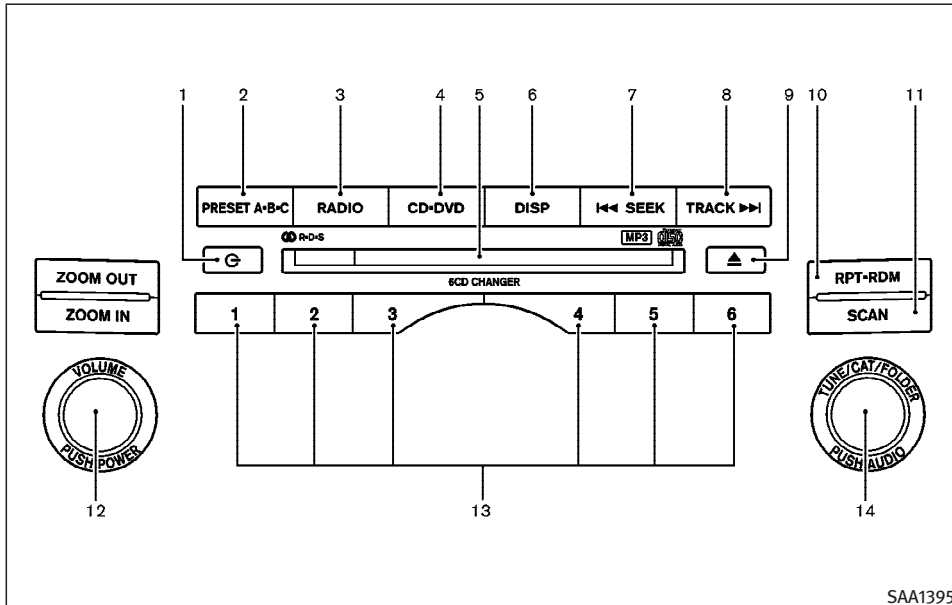 1 2 3 4 5 6 7 8 9 10 11
PRESET A•B•C RADIO CD•DVD DISP SEEK TRACK
R•D•S MP3
ZOOM OUT RPT•RDM
6CD CHANGER
ZOOM IN 1 2 3 4 5 6 SCAN
VOLUME TUNE/CAT/FOLDER
PUSH POWER PUSH AUDIO
12 13 14
SAA1395